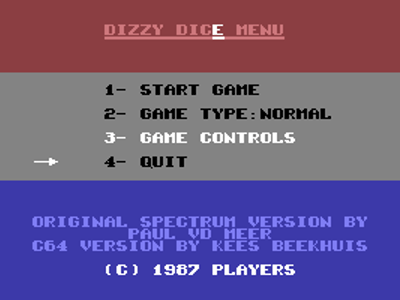 DIZZY DICE MENU
1- START GAME
2- GAME TYPE:NORMAL
3- GAME CONTROLS
4- QUIT
ORIGINAL SPECTRUM VERSION BY
PAUL VD MEER
C64 VERSION BY KEES BEEKHUIS
(C) 1987 PLAYERS